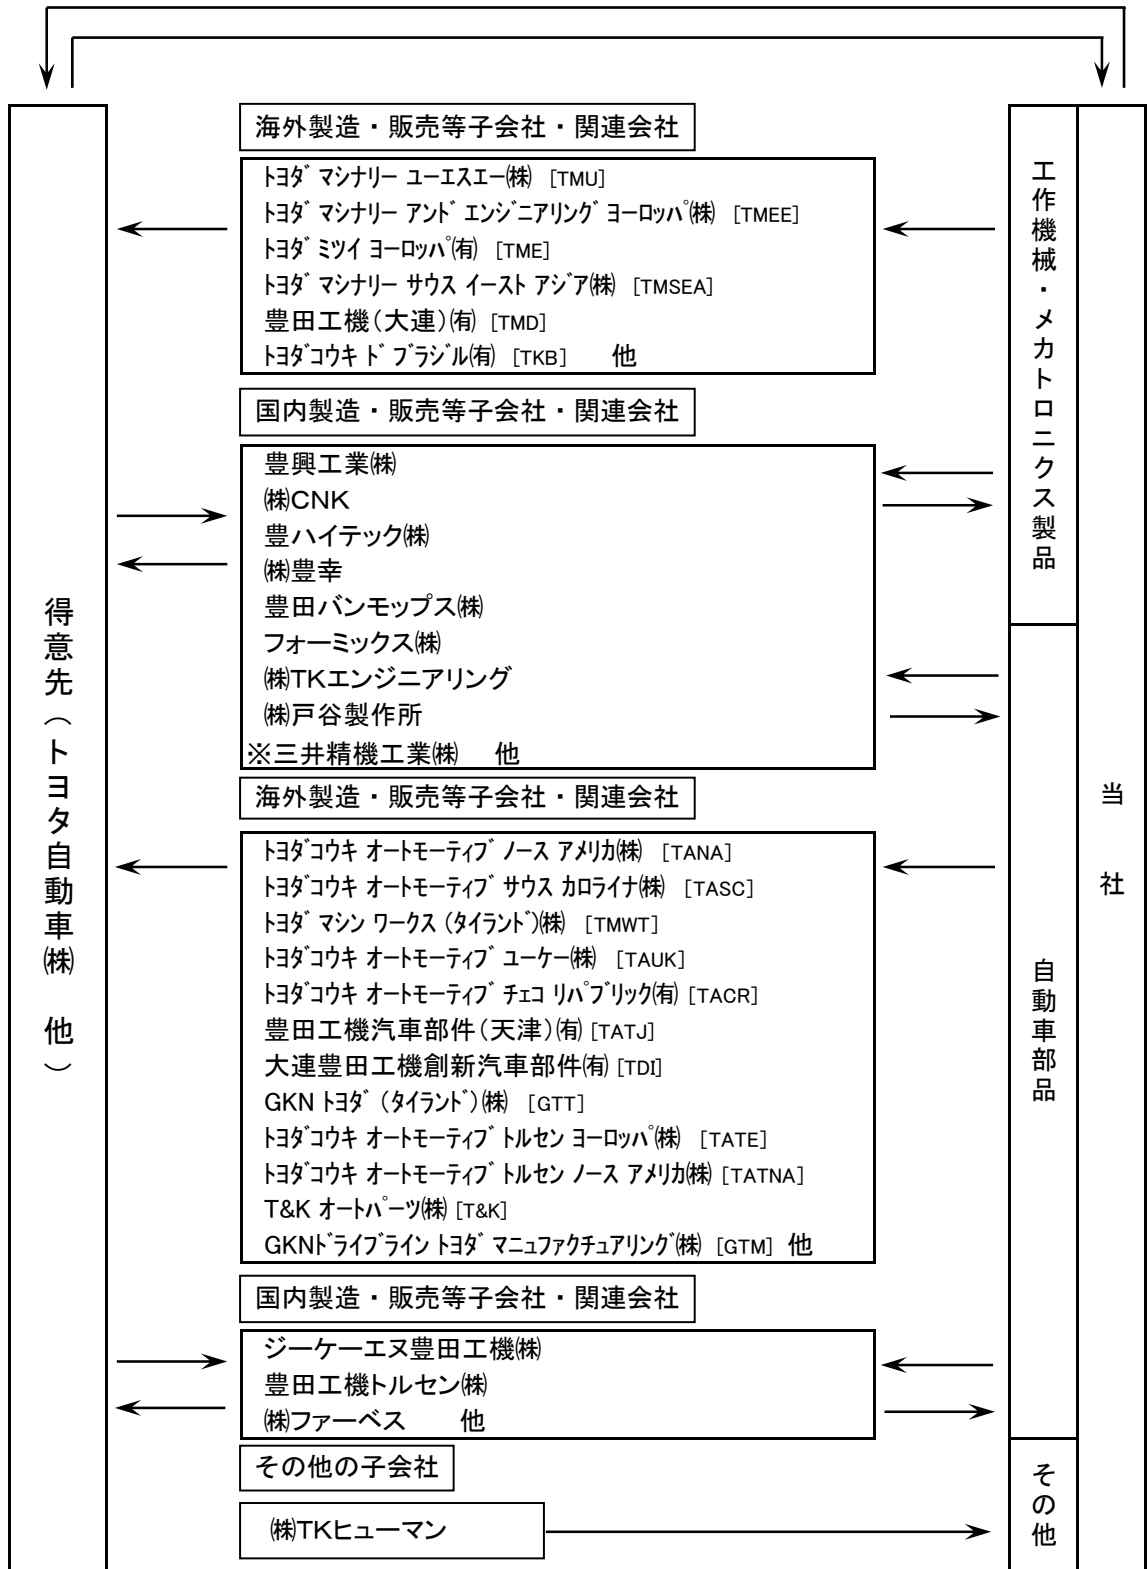 海外製造・販売等子会社・関連会社
ﾄﾖﾀﾞ ﾏｼﾅﾘｰ ﾕｰｴｽｴｰ㈱ [TMU]
ﾄﾖﾀﾞ ﾏｼﾅﾘｰ ｱﾝﾄﾞ ｴﾝｼﾞﾆｱﾘﾝｸﾞ ﾖｰﾛｯﾊﾟ㈱ [TMEE]
ﾄﾖﾀﾞ ﾐﾂｲ ﾖｰﾛｯﾊﾟ㈲ [TME]
ﾄﾖﾀﾞ ﾏｼﾅﾘｰ ｻｳｽ ｲｰｽﾄ ｱｼﾞｱ㈱ [TMSEA]
豊田工機（大連）㈲ [TMD]
ﾄﾖﾀﾞｺｳｷ ﾄﾞ ﾌﾞﾗｼﾞﾙ㈲ [TKB] 他
国内製造・販売等子会社・関連会社
豊興工業㈱
㈱CNK
豊ハイテック㈱
㈱豊幸
豊田バンモップス㈱
フォーミックス㈱
㈱TKエンジニアリング
㈱戸谷製作所
※三井精機工業㈱ 他
海外製造・販売等子会社・関連会社
ﾄﾖﾀﾞｺｳｷ ｵｰﾄﾓｰﾃｨﾌﾞ ﾉｰｽ ｱﾒﾘｶ㈱ [TANA]
ﾄﾖﾀﾞｺｳｷ ｵｰﾄﾓｰﾃｨﾌﾞ ｻｳｽ ｶﾛﾗｲﾅ㈱ [TASC]
ﾄﾖﾀﾞ ﾏｼﾝ ﾜｰｸｽ（ﾀｲﾗﾝﾄﾞ）㈱ [TMWT]
ﾄﾖﾀﾞｺｳｷ ｵｰﾄﾓｰﾃｨﾌﾞ ﾕｰｹｰ㈱ [TAUK]
ﾄﾖﾀﾞｺｳｷ ｵｰﾄﾓｰﾃｨﾌﾞ ﾁｪｺ ﾘﾊﾟﾌﾞﾘｯｸ㈲ [TACR]
豊田工機汽車部件（天津）㈲ [TATJ]
大連豊田工機創新汽車部件㈲ [TDI]
GKN ﾄﾖﾀﾞ（ﾀｲﾗﾝﾄﾞ）㈱ [GTT]
ﾄﾖﾀﾞｺｳｷ ｵｰﾄﾓｰﾃｨﾌﾞ ﾄﾙｾﾝ ﾖｰﾛｯﾊﾟ㈱ [TATE]
ﾄﾖﾀﾞｺｳｷ ｵｰﾄﾓｰﾃｨﾌﾞ ﾄﾙｾﾝ ﾉｰｽ ｱﾒﾘｶ㈱ [TATNA]
T&K ｵｰﾄﾊﾟｰﾂ㈱ [T&K]
GKNﾄﾞﾗｲﾌﾞﾗｲﾝ ﾄﾖﾀﾞ ﾏﾆｭﾌｧｸﾁｭｱﾘﾝｸﾞ㈱ [GTM] 他
国内製造・販売等子会社・関連会社
ジーケーエヌ豊田工機㈱
豊田工機トルセン㈱
㈱ファーベス 他
その他の子会社
㈱TKヒューマン
得意先（トヨタ自動車㈱ 他）
工作機械・メカトロニクス製品
自動車部品
その他
当社